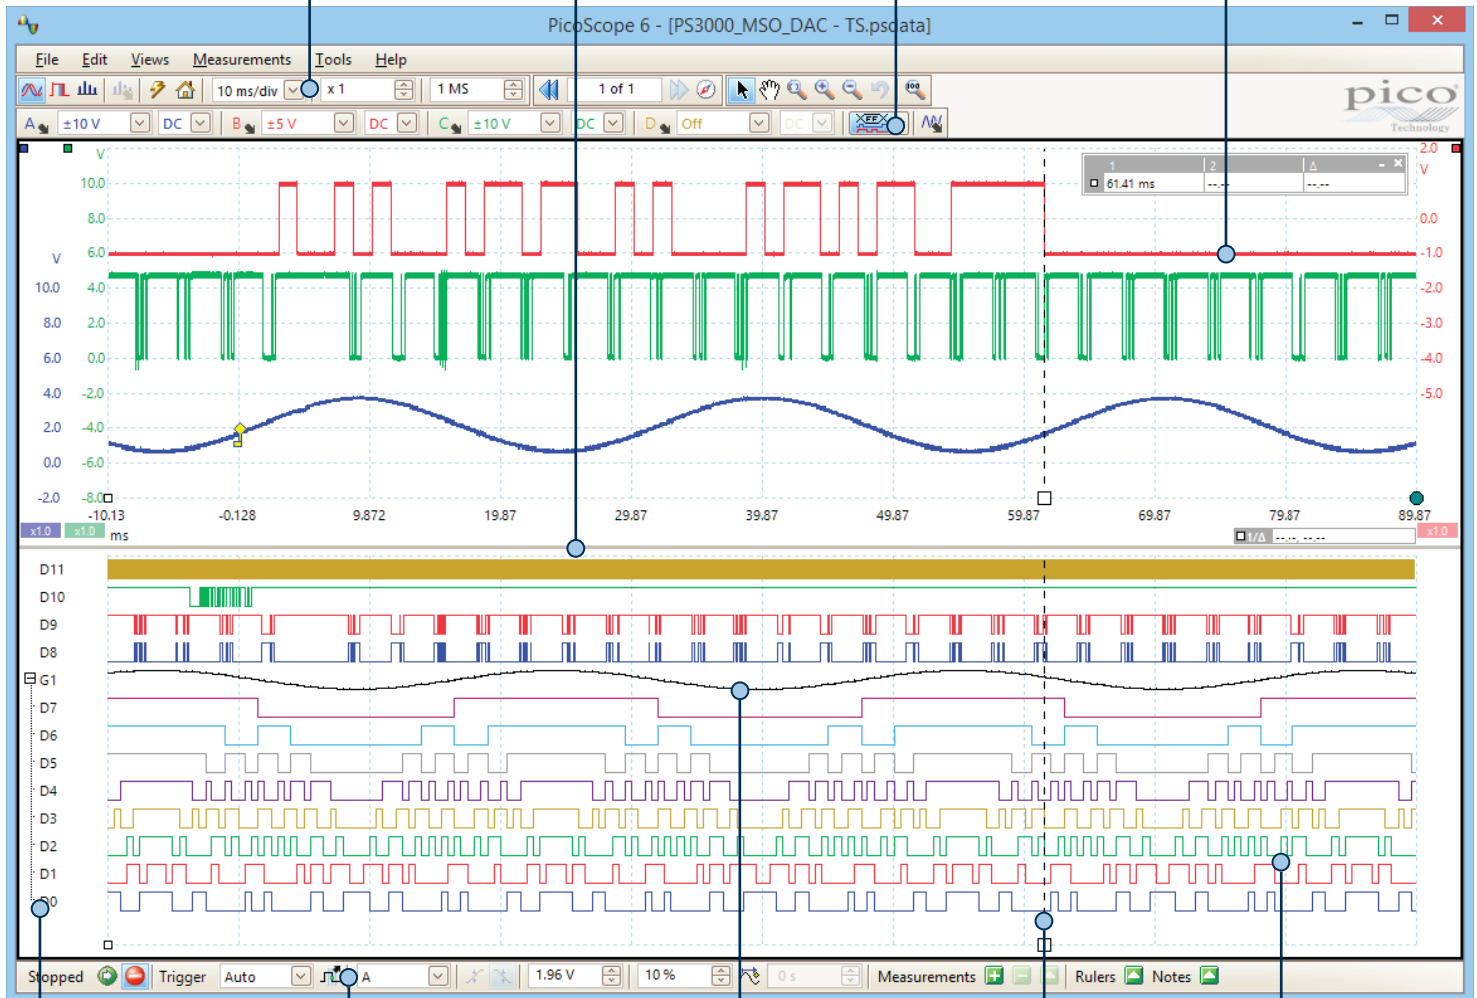 PicoScope 6 - [PS3000_MSO_DAC - TS.psdata]
File Edit Views Measurements Tools Help
10 ms/div x 1 1 MS 1 of 1
pico
Technology
A ±10 V DC B ±5 V DC C ±10 V DC D Off DC
V 2.0
V
1 2 Δ
61.41 ms --.-- --.--
10.0
8.0 0.0
6.0 -1.0
V
10.0 4.0 -2.0
8.0 2.0 -3.0
6.0 0.0 -4.0
4.0 -2.0 -5.0
2.0 -4.0
0.0 -6.0
-2.0 -8.0
-10.13 -0.128 9.872 19.87 29.87 39.87 49.87 59.87 69.87 79.87 89.87
x1.0 x1.0 ms 1/Δ --.--, --.-- x1.0
D11
D10
D9
D8
G1
D7
D6
D5
D4
D3
D2
D1
D0
Stopped Trigger Auto A 1.96 V 10 % 0 s Measurements Rulers Notes